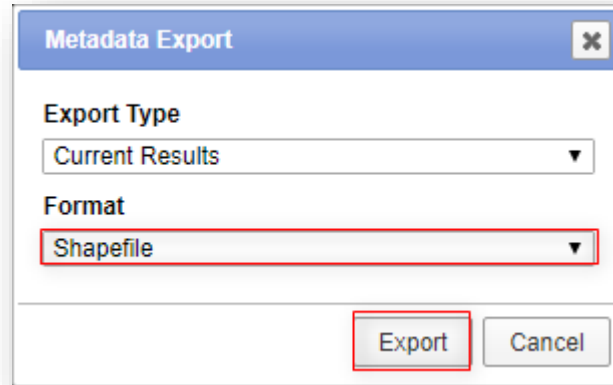 Metadata Export
Export Type
Current Results
Format
Shapefile
Export Cancel